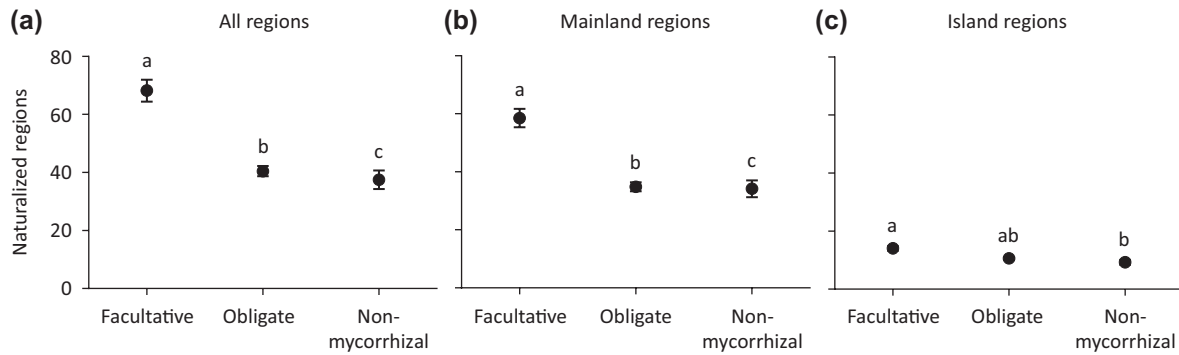 (a) All regions
(b) Mainland regions
(c) Island regions
Naturalized regions
80
60
40
20
0
a
b
c
a
b
c
a
ab
b
Facultative Obligate Non-
mycorrhizal
Facultative Obligate Non-
mycorrhizal
Facultative Obligate Non-
mycorrhizal